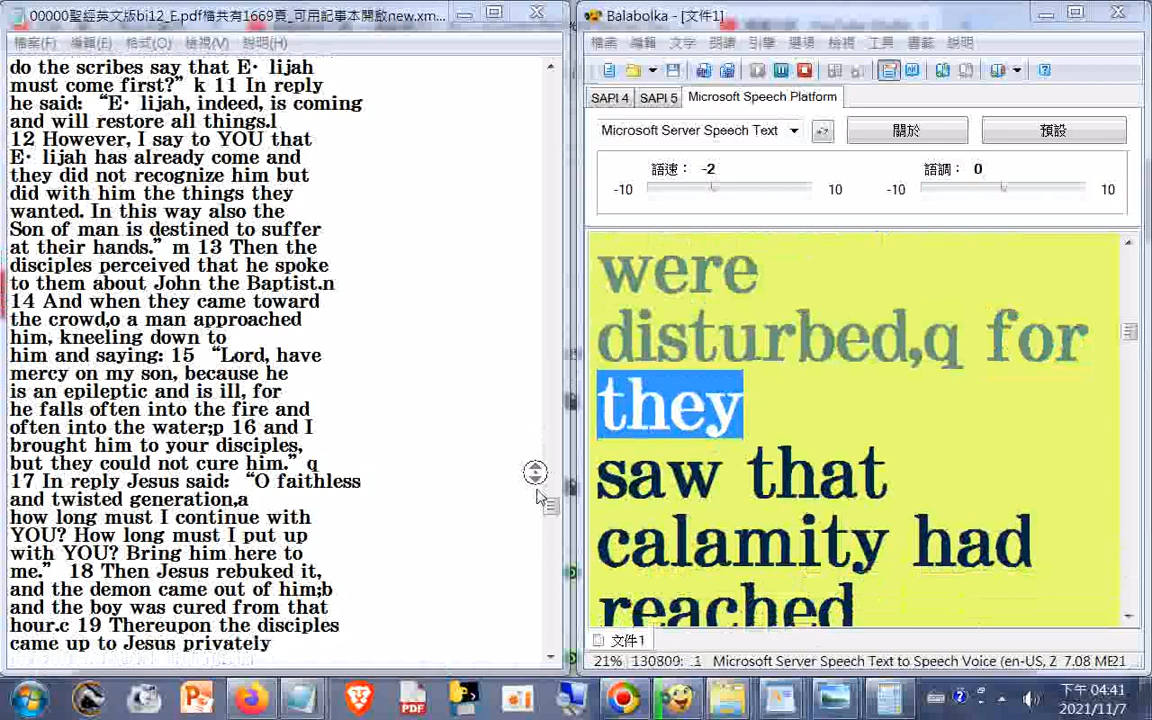 00000聖經英文版bi12_E.pdf檔共有1669頁_可用記事本開啟new.xm...
檔案(F) 編輯(E) 格式(O) 檢視(V) 說明(H)
do the scribes say that E· lijah
must come first?” k 11 In reply
he said: “E· lijah, indeed, is coming
and will restore all things.l
12 However, I say to YOU that
E· lijah has already come and
they did not recognize him but
did with him the things they
wanted. In this way also the
Son of man is destined to suffer
at their hands.” m 13 Then the
disciples perceived that he spoke
to them about John the Baptist.n
14 And when they came toward
the crowd,o a man approached
him, kneeling down to
him and saying: 15 “Lord, have
mercy on my son, because he
is an epileptic and is ill, for
he falls often into the fire and
often into the water;p 16 and I
brought him to your disciples,
but they could not cure him.” q
17 In reply Jesus said: “O faithless
and twisted generation,a
how long must I continue with
YOU? How long must I put up
with YOU? Bring him here to
me.” 18 Then Jesus rebuked it,
and the demon came out of him;b
and the boy was cured from that
hour.c 19 Thereupon the disciples
came up to Jesus privately
Balabolka - [文件1]
檔案 編輯 文字 朗讀 引擎 選項 檢視 工具 書籤 說明
SAPI 4 SAPI 5 Microsoft Speech Platform
Microsoft Server Speech Text 關於 預設
語速: -2 語調: 0
-10 10 -10 10
were
disturbed,q for
they
saw that
calamity had
reached
文件1
21% 130809: 1 Microsoft Server Speech Text to Speech Voice (en-US, Z 7.08 ME21
PDF
下午 04:41
2021/11/7